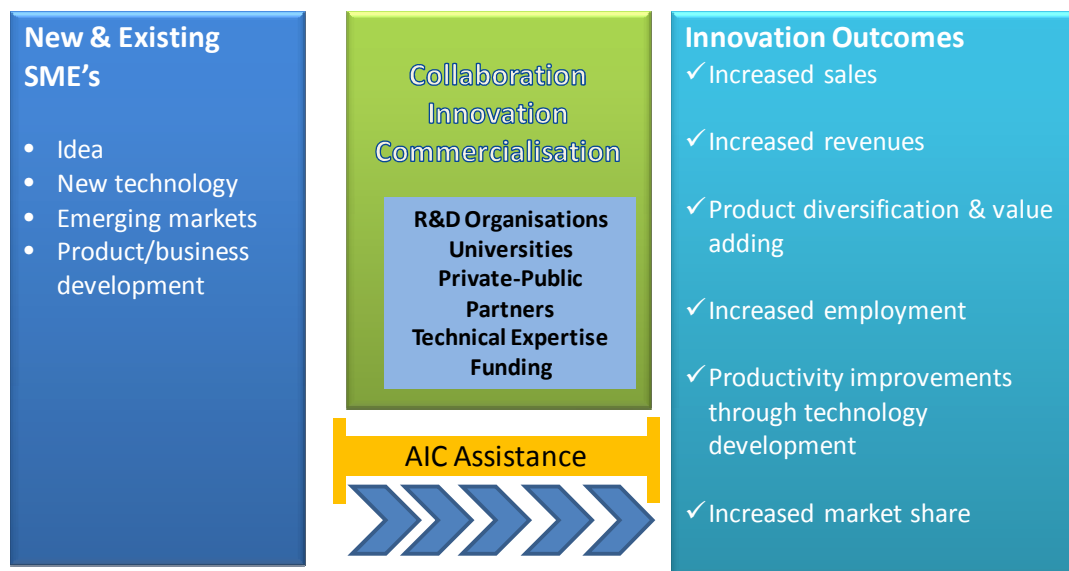 New & Existing
SME's
• Idea
• New technology
• Emerging markets
• Product/business
development
Collaboration
Innovation
Commercialisation
R&D Organisations
Universities
Private-Public
Partners
Technical Expertise
Funding
AIC Assistance
Innovation Outcomes
✓Increased sales
✓Increased revenues
✓Product diversification & value
adding
✓Increased employment
✓Productivity improvements
through technology
development
✓Increased market share